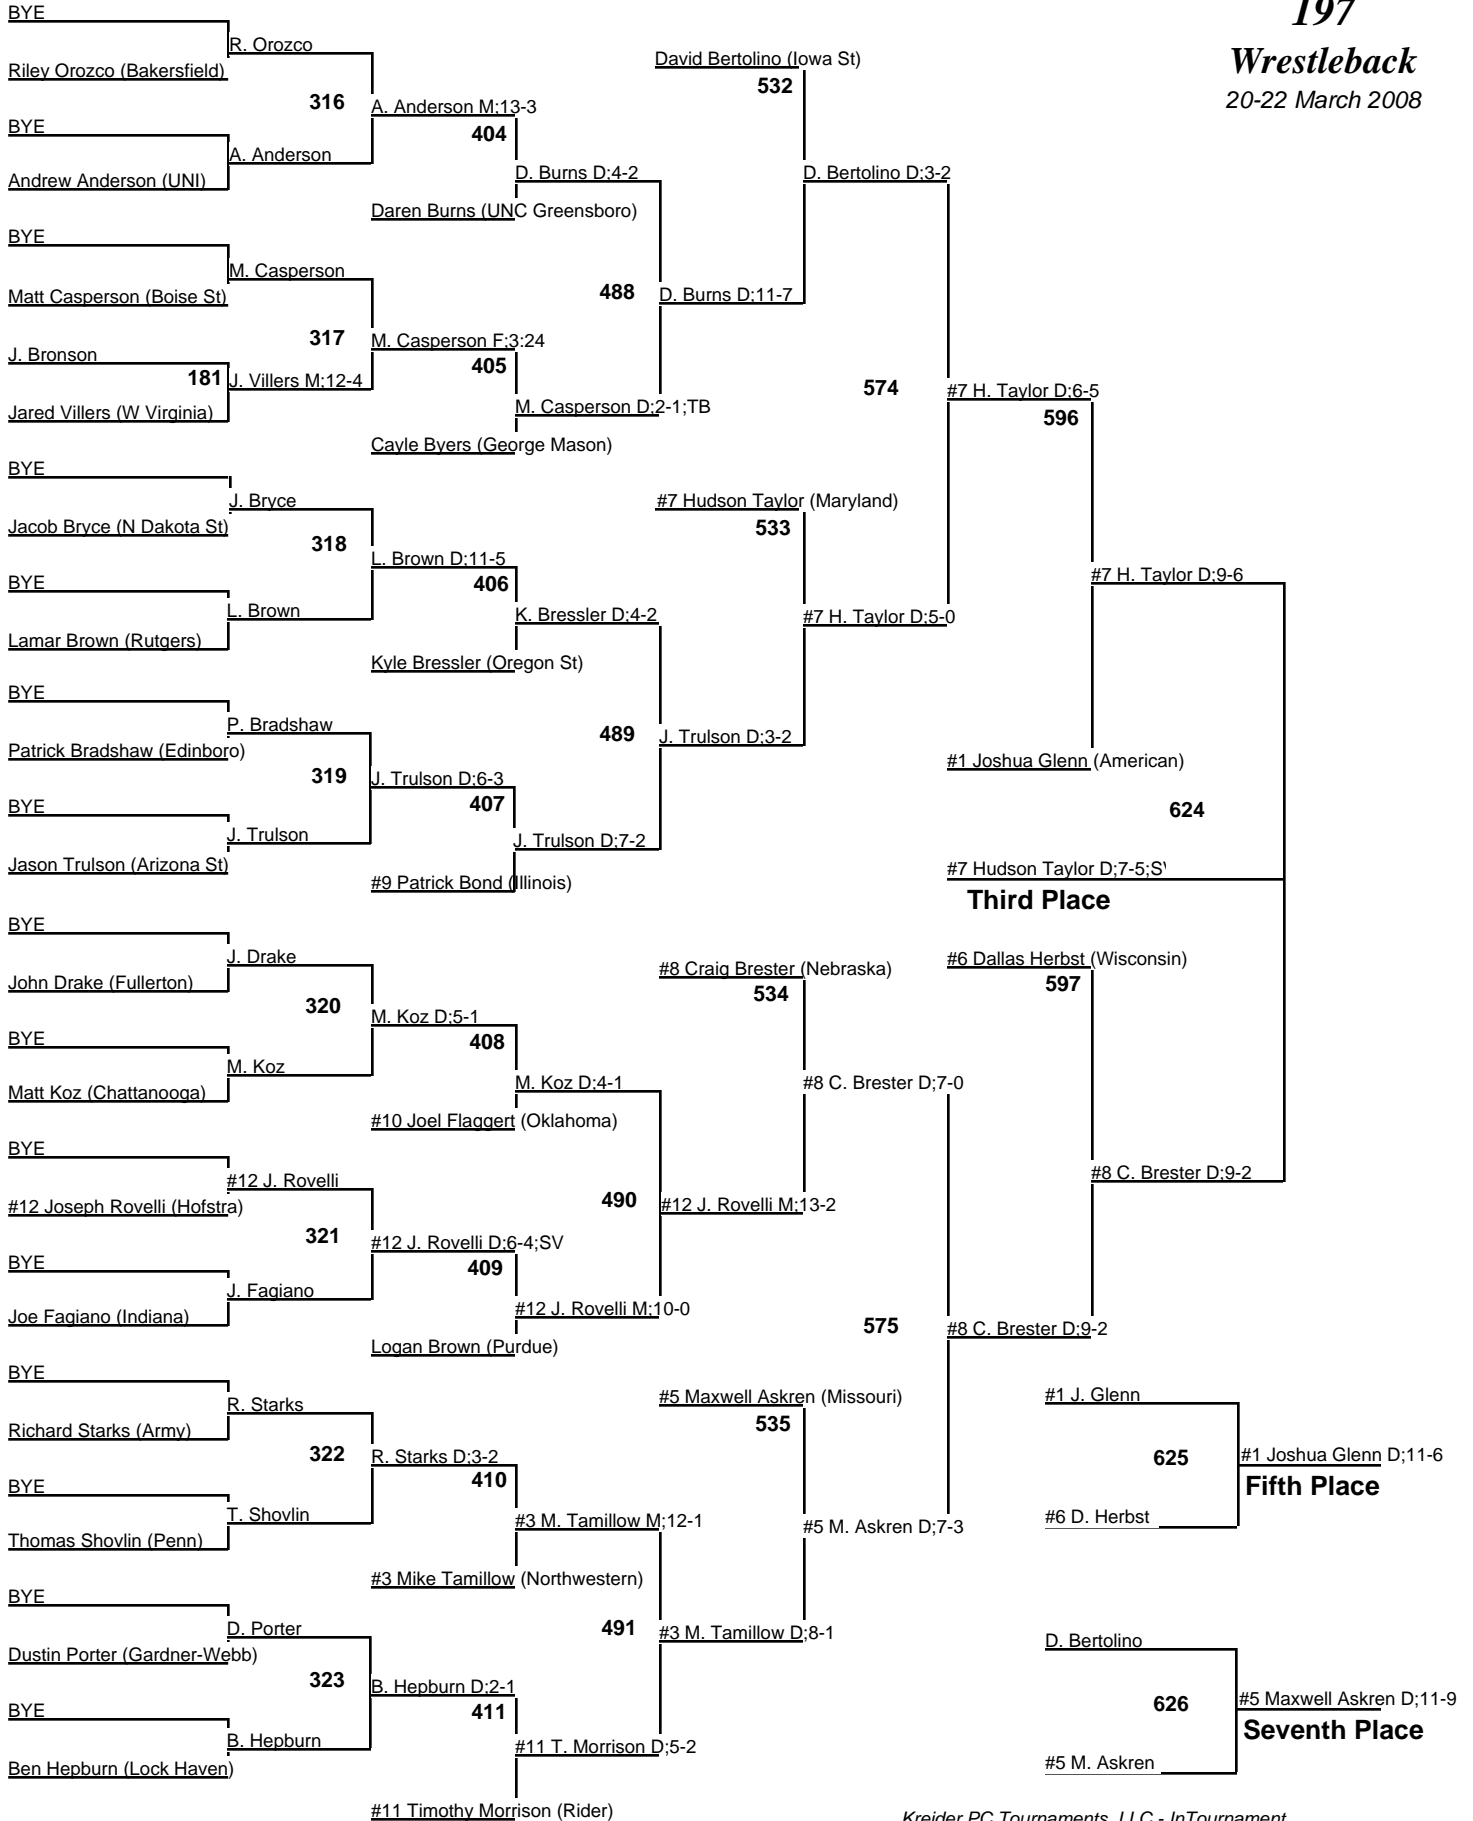 197
Wrestleback
20-22 March 2008
BYE
R. Orozco
Riley Orozco (Bakersfield)
316
A. Anderson M;13-3
BYE
404
A. Anderson
Andrew Anderson (UNI)
D. Burns D;4-2
Daren Burns (UNC Greensboro)
David Bertolino (Iowa St)
532
D. Bertolino D;3-2
BYE
M. Casperson
Matt Casperson (Boise St)
488
D. Burns D;11-7
317
M. Casperson F;3:24
J. Bronson
405
181
J. Villers M;12-4
Jared Villers (W Virginia)
M. Casperson D;2-1;TB
Cayle Byers (George Mason)
574
#7 H. Taylor D;6-5
596
BYE
J. Bryce
Jacob Bryce (N Dakota St)
318
L. Brown D;11-5
406
BYE
L. Brown
Lamar Brown (Rutgers)
K. Bressler D;4-2
Kyle Bressler (Oregon St)
#7 Hudson Taylor (Maryland)
533
#7 H. Taylor D;5-0
#7 H. Taylor D;9-6
BYE
P. Bradshaw
Patrick Bradshaw (Edinboro)
489
J. Trulson D;3-2
319
J. Trulson D;6-3
407
BYE
J. Trulson
Jason Trulson (Arizona St)
J. Trulson D;7-2
#9 Patrick Bond (Illinois)
#1 Joshua Glenn (American)
624
#7 Hudson Taylor D;7-5;S
Third Place
BYE
J. Drake
John Drake (Fullerton)
320
M. Koz D;5-1
408
BYE
M. Koz
Matt Koz (Chattanooga)
M. Koz D;4-1
#10 Joel Flaggert (Oklahoma)
#8 Craig Brester (Nebraska)
534
#8 C. Brester D;7-0
#6 Dallas Herbst (Wisconsin)
597
#8 C. Brester D;9-2
BYE
#12 J. Rovelli
#12 Joseph Rovelli (Hofstra)
490
#12 J. Rovelli M;13-2
321
#12 J. Rovelli D;6-4;SV
409
BYE
J. Fagiano
Joe Fagiano (Indiana)
#12 J. Rovelli M;10-0
Logan Brown (Purdue)
575
#8 C. Brester D;9-2
BYE
R. Starks
Richard Starks (Army)
322
R. Starks D;3-2
410
BYE
T. Shovlin
Thomas Shovlin (Penn)
#3 M. Tamillow M;12-1
#3 Mike Tamillow (Northwestern)
#5 Maxwell Askren (Missouri)
535
#5 M. Askren D;7-3
#1 J. Glenn
625
#1 Joshua Glenn D;11-6
Fifth Place
#6 D. Herbst
BYE
D. Porter
Dustin Porter (Gardner-Webb)
491
#3 M. Tamillow D;8-1
323
B. Hepburn D;2-1
411
BYE
B. Hepburn
Ben Hepburn (Lock Haven)
#11 T. Morrison D;5-2
#11 Timothy Morrison (Rider)
D. Bertolino
626
#5 Maxwell Askren D;11-9
Seventh Place
#5 M. Askren
Kreider PC Tournaments, LLC - InTournament